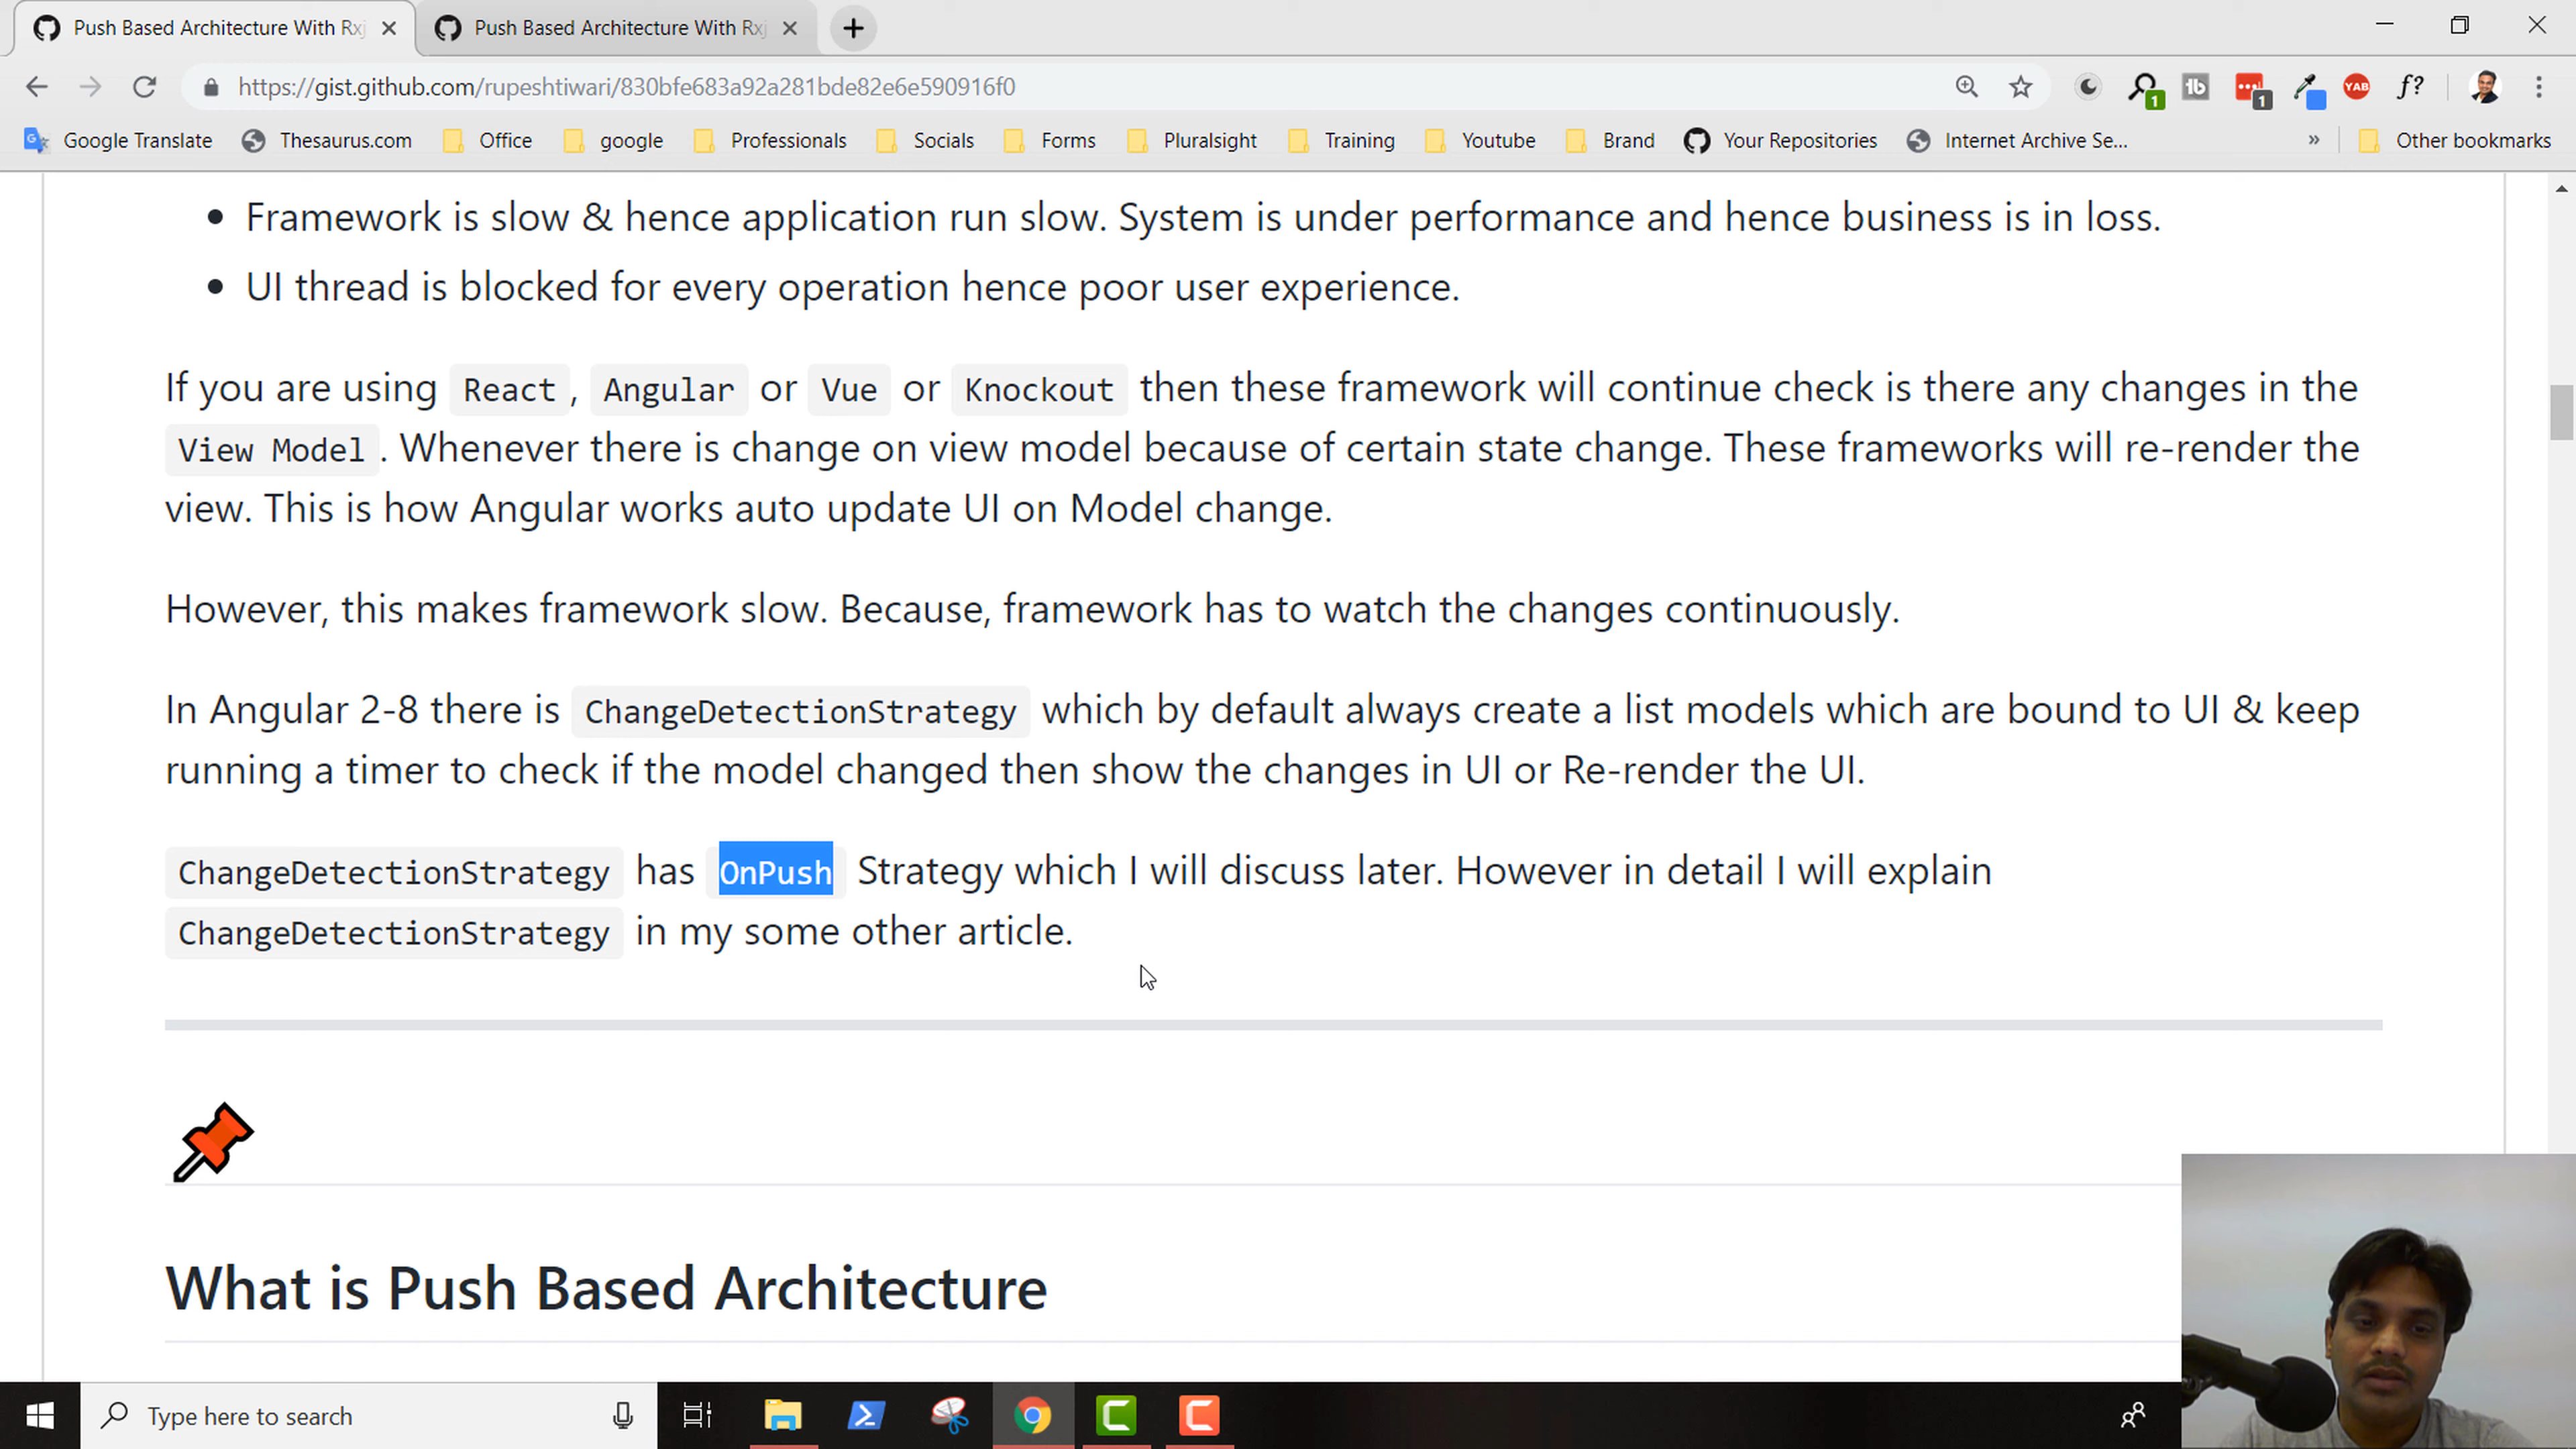 Push Based Architecture With Rxj
Push Based Architecture With Rxj
https://gist.github.com/rupeshtiwari/830bfe683a92a281bde82e6e590916f0
1
1
YAB
f?
Google Translate
Thesaurus.com
Office
google
Professionals
Socials
Forms
Pluralsight
Training
Youtube
Brand
Your Repositories
Internet Archive Se...
»
Other bookmarks
• Framework is slow & hence application run slow. System is under performance and hence business is in loss.
• UI thread is blocked for every operation hence poor user experience.
If you are using React, Angular or Vue or Knockout then these framework will continue check is there any changes in the
View Model. Whenever there is change on view model because of certain state change. These frameworks will re-render the
view. This is how Angular works auto update UI on Model change.
However, this makes framework slow. Because, framework has to watch the changes continuously.
In Angular 2-8 there is ChangeDetectionStrategy which by default always create a list models which are bound to UI & keep
running a timer to check if the model changed then show the changes in UI or Re-render the UI.
ChangeDetectionStrategy has OnPush Strategy which I will discuss later. However in detail I will explain
ChangeDetectionStrategy in my some other article.
What is Push Based Architecture
Type here to search